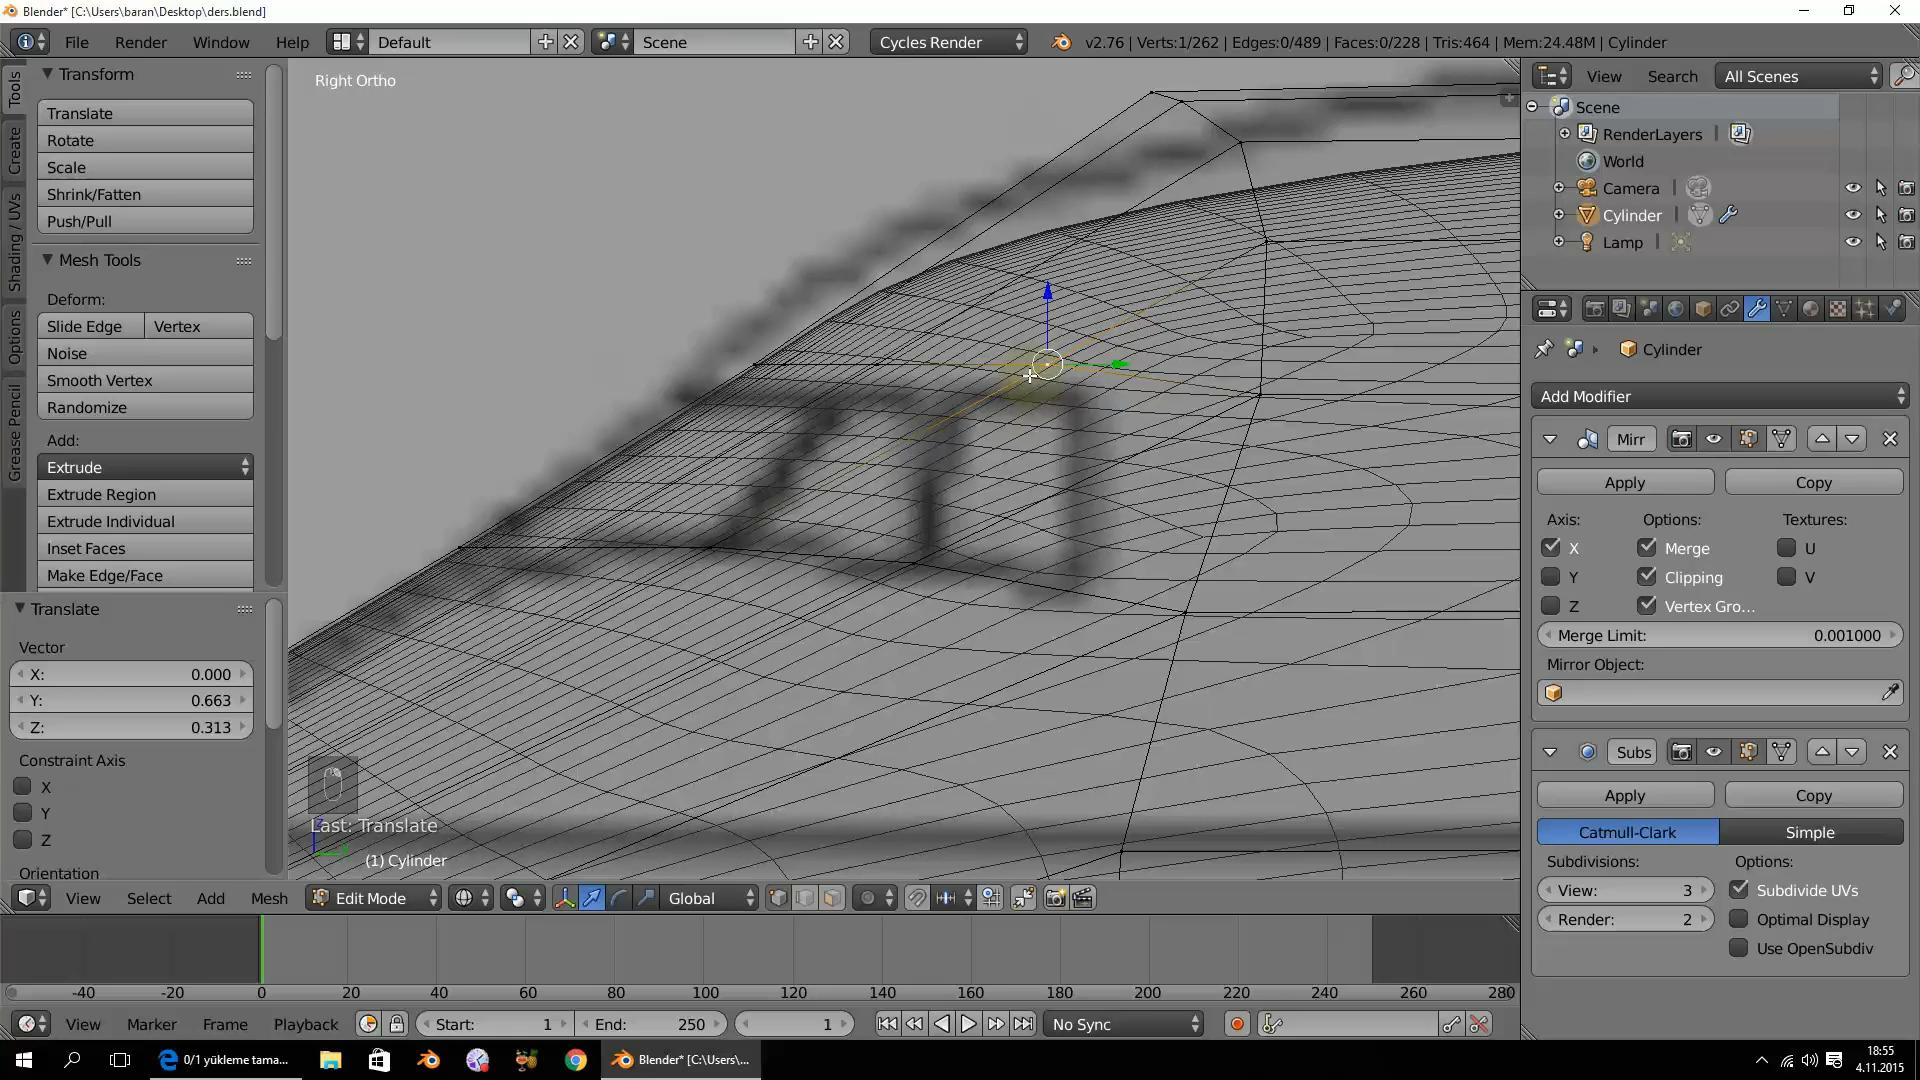 Blender* [C:\Users\baran\Desktop\ders.blend]
File Render Window Help Default Scene Cycles Render v2.76 | Verts:1/262 | Edges:0/489 | Faces:0/228 | Tris:464 | Mem:24.48M | Cylinder
Tools
Create
Shading / UVs
Options
Grease Pencil
Transform
Translate
Rotate
Scale
Shrink/Fatten
Push/Pull
Mesh Tools
Deform:
Slide Edge Vertex
Noise
Smooth Vertex
Randomize
Add:
Extrude
Extrude Region
Extrude Individual
Inset Faces
Make Edge/Face
Translate
Vector
X: 0.000
Y: 0.663
Z: 0.313
Constraint Axis
X
Y
Z
Orientation
Right Ortho
Last: Translate
(1) Cylinder
View Search All Scenes
Scene
RenderLayers
World
Camera
Cylinder
Lamp
Cylinder
Add Modifier
Mirr
Apply Copy
Axis: Options: Textures:
X Merge U
Y Clipping V
Z Vertex Gro...
Merge Limit: 0.001000
Mirror Object:
Subs
Apply Copy
Catmull-Clark Simple
Subdivisions: Options:
View: 3 Subdivide UVs
Render: 2 Optimal Display
Use OpenSubdiv
View Select Add Mesh Edit Mode Global
-40 -20 0 20 40 60 80 100 120 140 160 180 200 220 240 260 280
View Marker Frame Playback Start: 1 End: 250 1 No Sync
0/1 yükleme tama... Blender* [C:\Users\... 18:55
4.11.2015